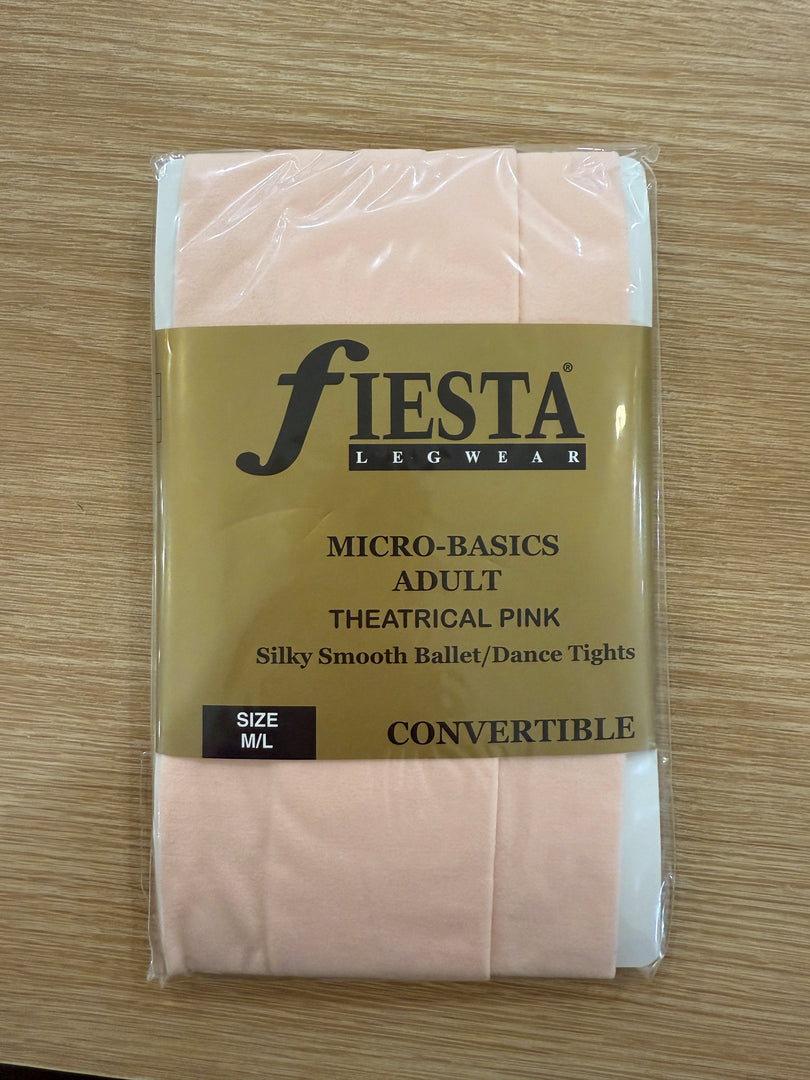 fIESTA®
LEGWEAR
MICRO-BASICS
ADULT
THEATRICAL PINK
Silky Smooth Ballet/Dance Tights
SIZE
M/L
CONVERTIBLE